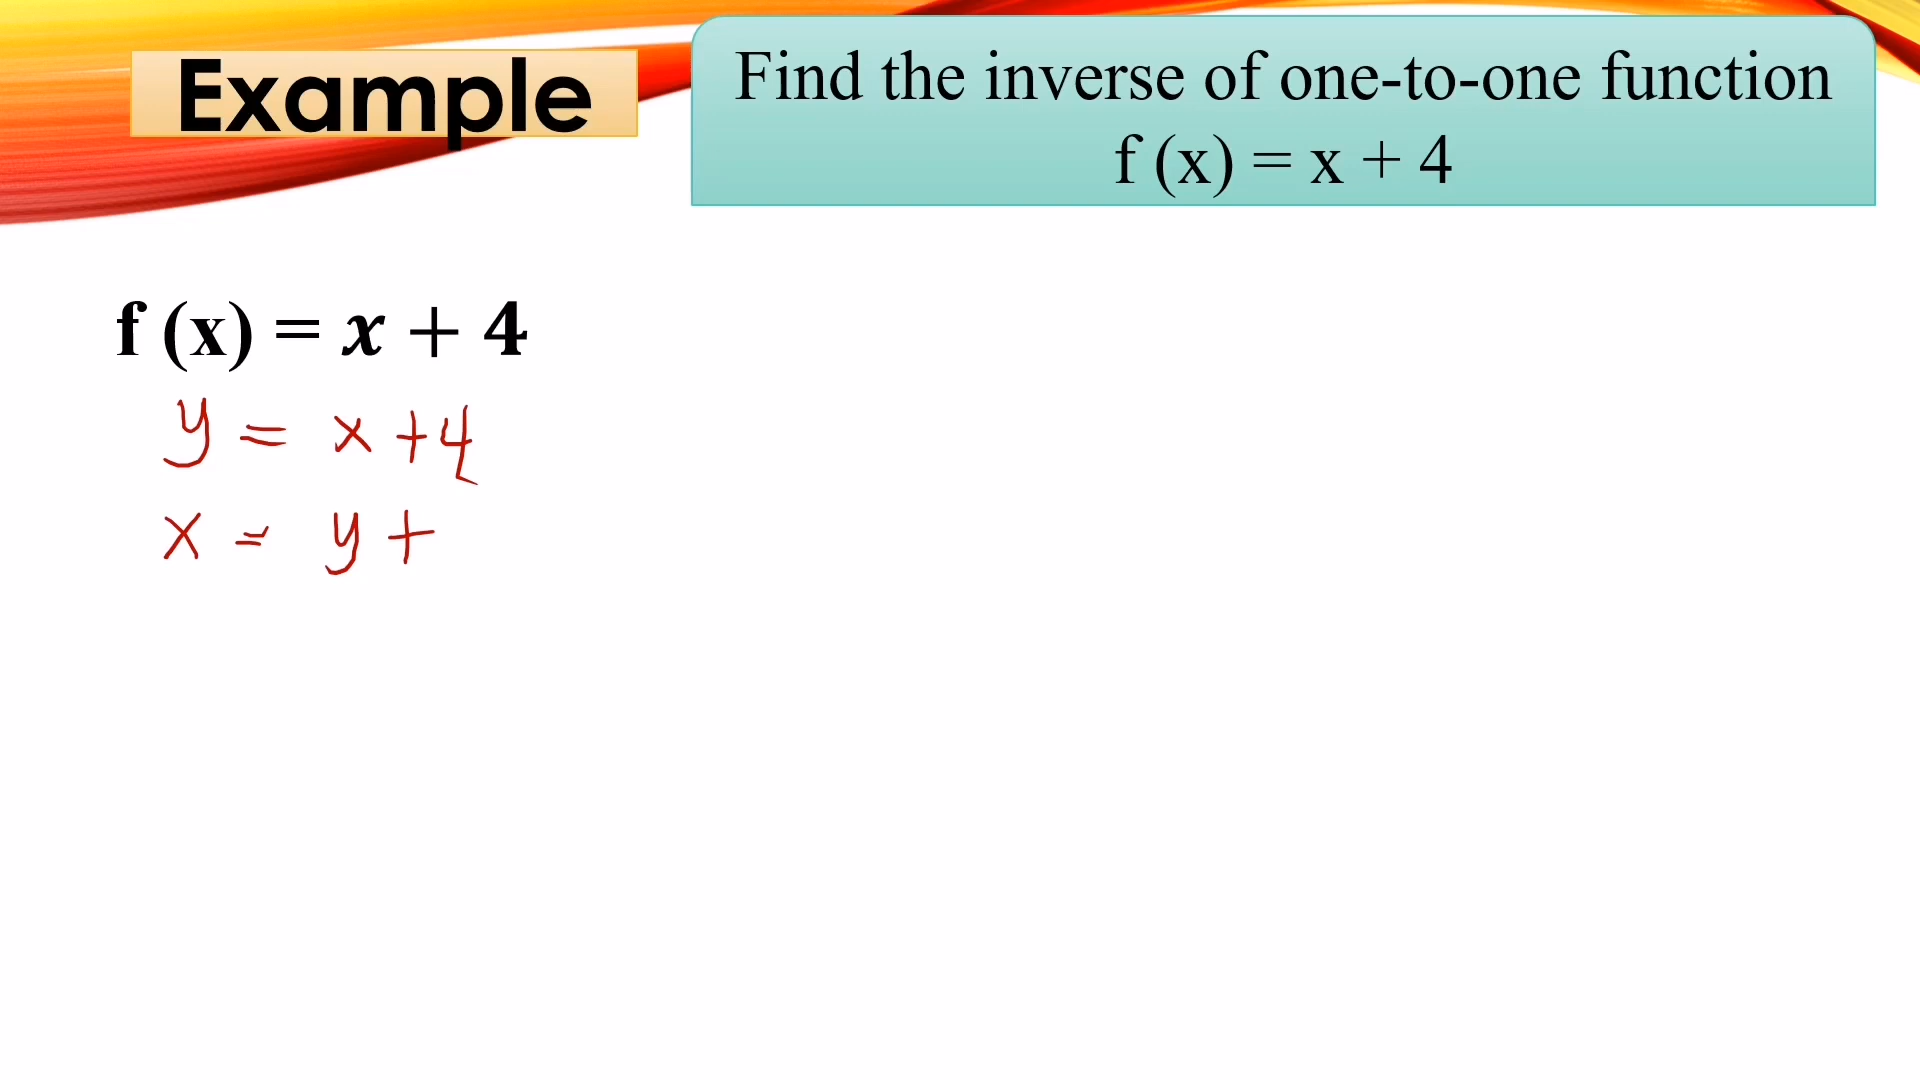 Example
Find the inverse of one-to-one function
f (x) = x + 4
f (x) = x + 4
y = x + 4
x = y +